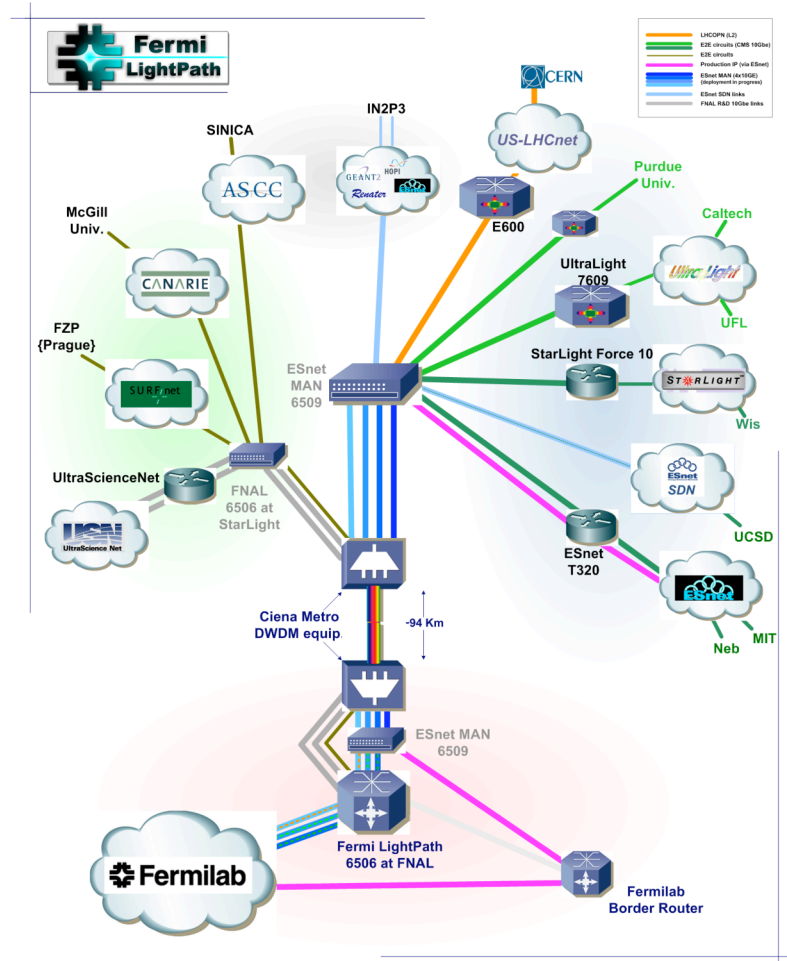 Fermi
LightPath
LHCOPN (L2)
E2E circuits (CMS 10Gbe)
E2E circuits
Production IP (via ESnet)
ESnet MAN (4x10GE)
(deployment in progress)
ESnet SDN links
FNAL R&D 10Gbe links
CERN
IN2P3
SINICA
US-LHCnet
GEANT2
HOPI
Renater
ESnet
AS-CC
Purdue
Univ.
E600
McGill
Univ.
Caltech
UltraLight
7609
UltraLight
CANARIE
UFL
FZP
{Prague}
StarLight Force 10
ESnet
MAN
6509
STARLIGHT
SURFnet
Wis
UltraScienceNet
FNAL
6506 at
StarLight
ESnet
SDN
USN
UltraScience Net
UCSD
ESnet
T320
ESnet
Ciena Metro
DWDM equip.
~94 Km
MIT
Neb
ESnet MAN
6509
Fermi LightPath
6506 at FNAL
Fermilab
Fermilab
Border Router